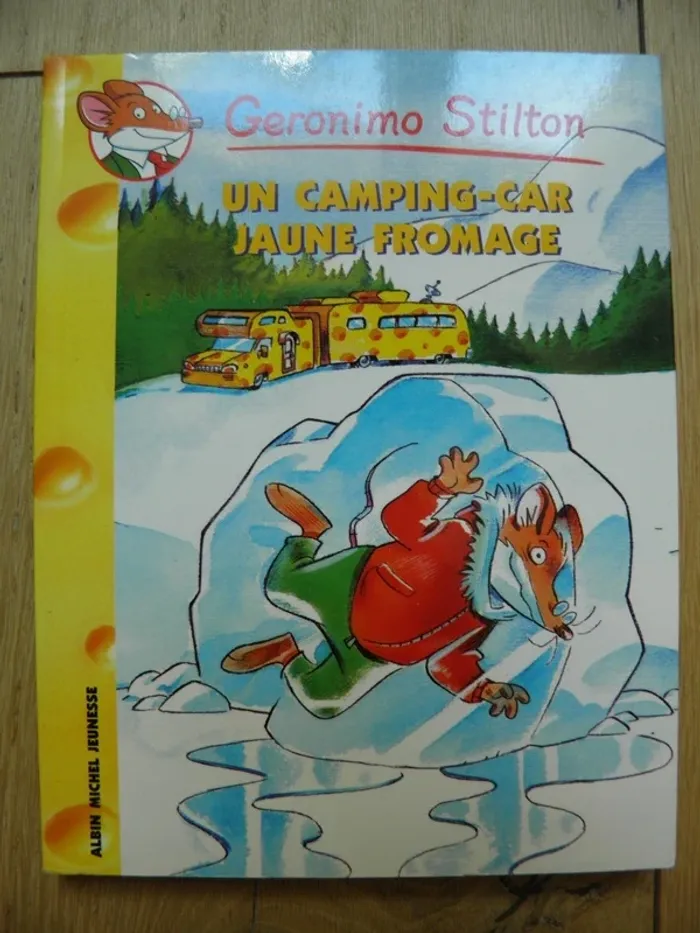 Geronimo Stilton
UN CAMPING-CAR
JAUNE FROMAGE
ALBIN MICHEL JEUNESSE